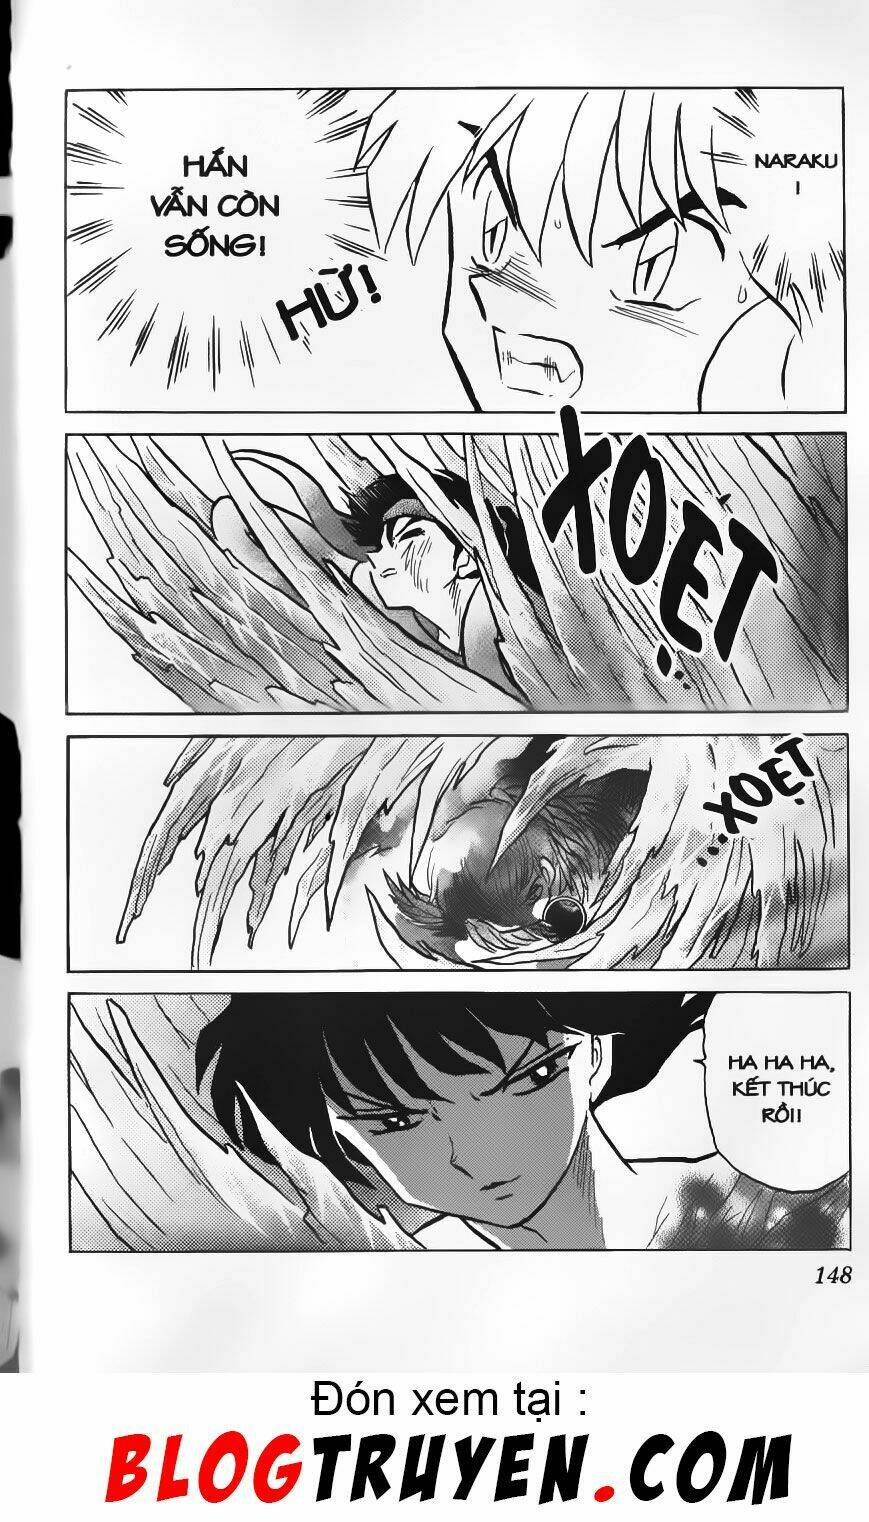 NARAKU
!
HẮN
VẪN CÒN
SỐNG!
HỪ!
XOẸT
...
XOẸT
...
HA HA HA,
KẾT THÚC
RỒI!
148
Đón xem tại :
BLOGTRUYEN.COM